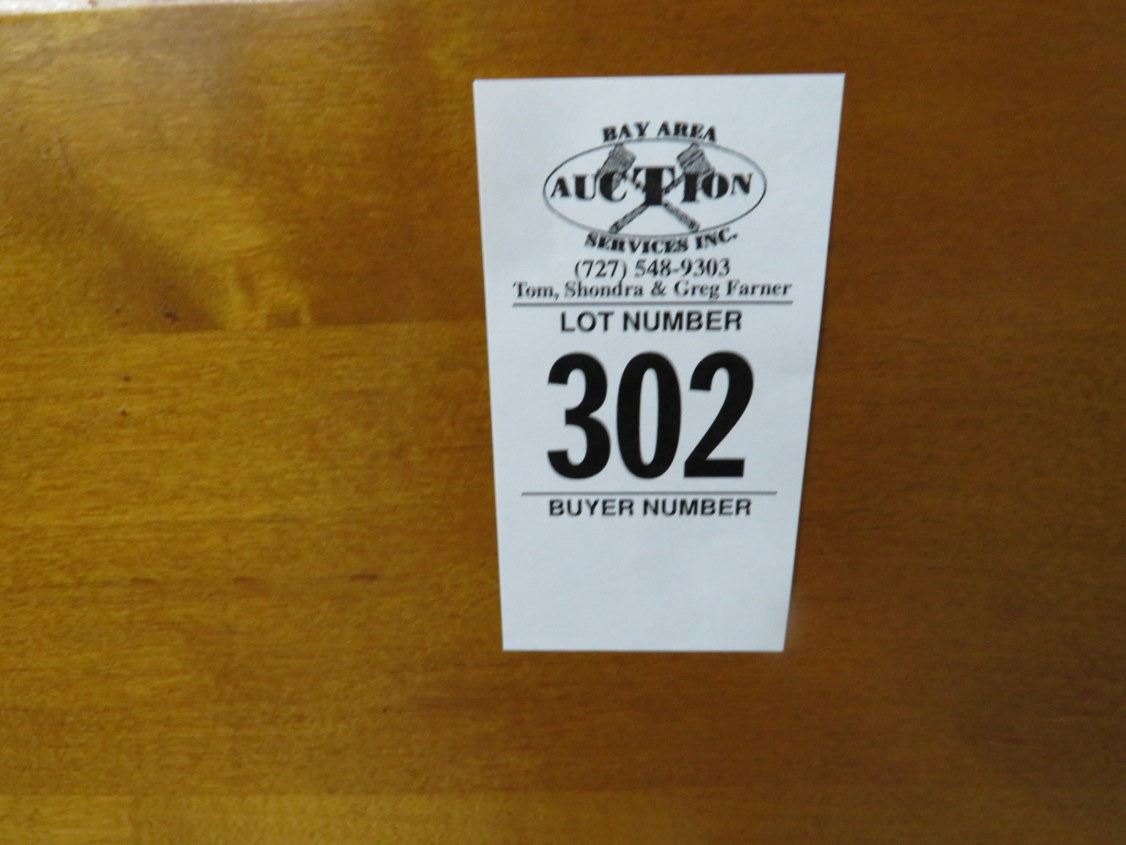 BAY AREA
AUCTION
SERVICES INC.
(727) 548-9303
Tom, Shondra & Greg Farner
LOT NUMBER
302
BUYER NUMBER